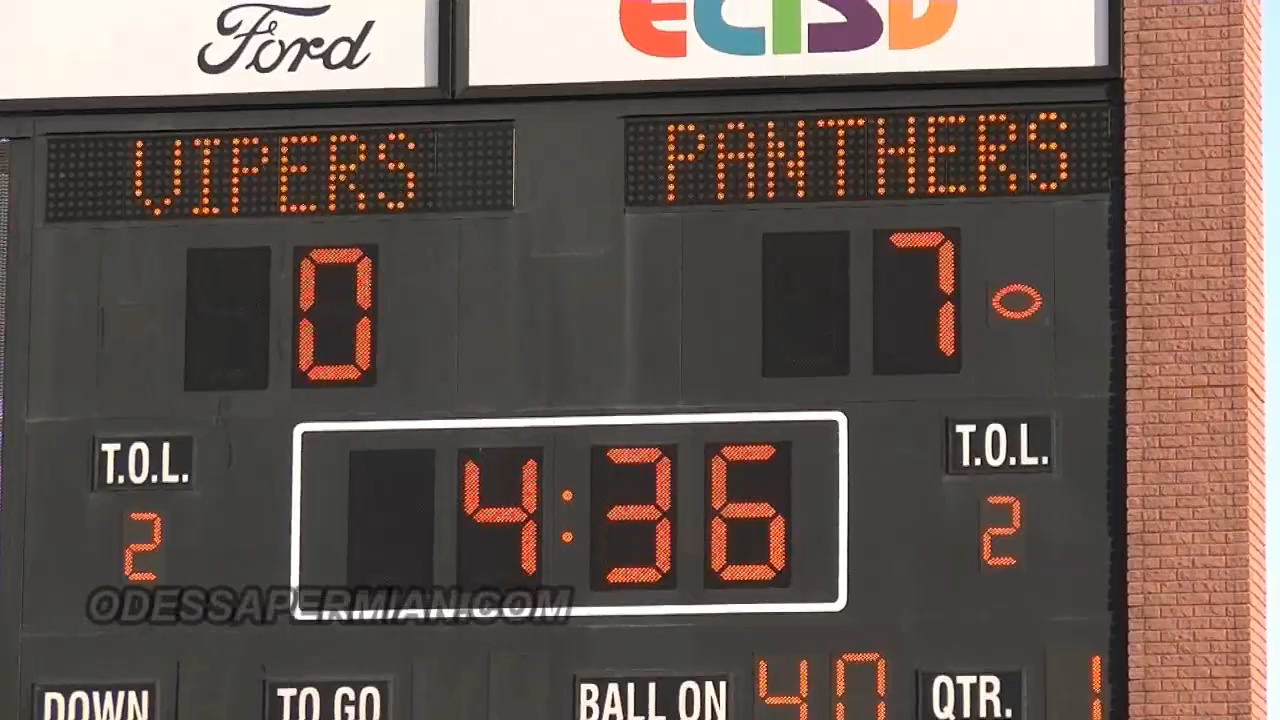 Ford ECISD
VIPERS PANTHERS
0 7
T.O.L. 4:36 T.O.L.
2 2
ODESSAPERMIAN.COM
DOWN TO GO BALL ON 40 QTR. 1